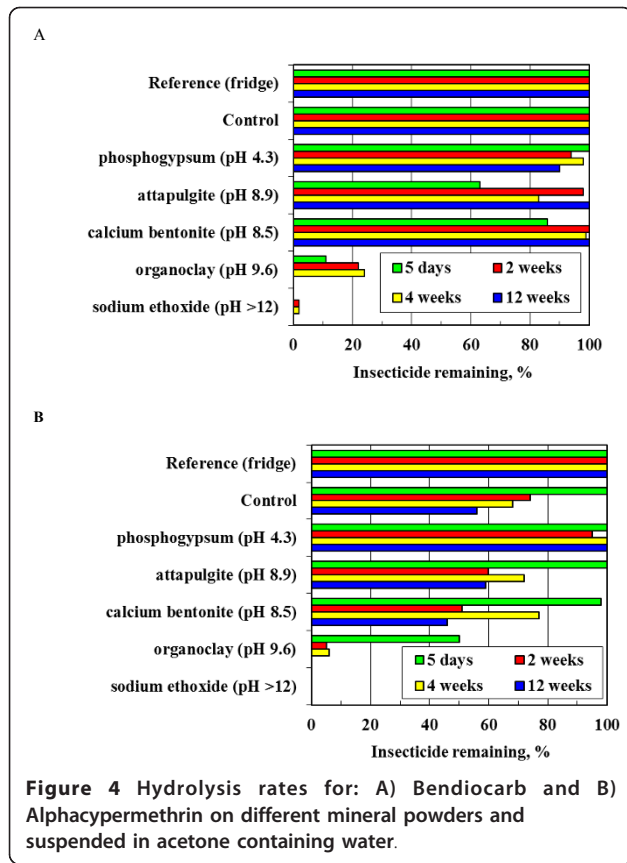 A
Reference (fridge)
Control
phosphogypsum (pH 4.3)
attapulgite (pH 8.9)
calcium bentonite (pH 8.5)
organoclay (pH 9.6)
sodium ethoxide (pH >12)
5 days 2 weeks
4 weeks 12 weeks
0 20 40 60 80 100
Insecticide remaining, %
B
Reference (fridge)
Control
phosphogypsum (pH 4.3)
attapulgite (pH 8.9)
calcium bentonite (pH 8.5)
organoclay (pH 9.6)
sodium ethoxide (pH >12)
5 days 2 weeks
4 weeks 12 weeks
0 20 40 60 80 100
Insecticide remaining, %
Figure 4 Hydrolysis rates for: A) Bendiocarb and B)
Alphacypermethrin on different mineral powders and
suspended in acetone containing water.